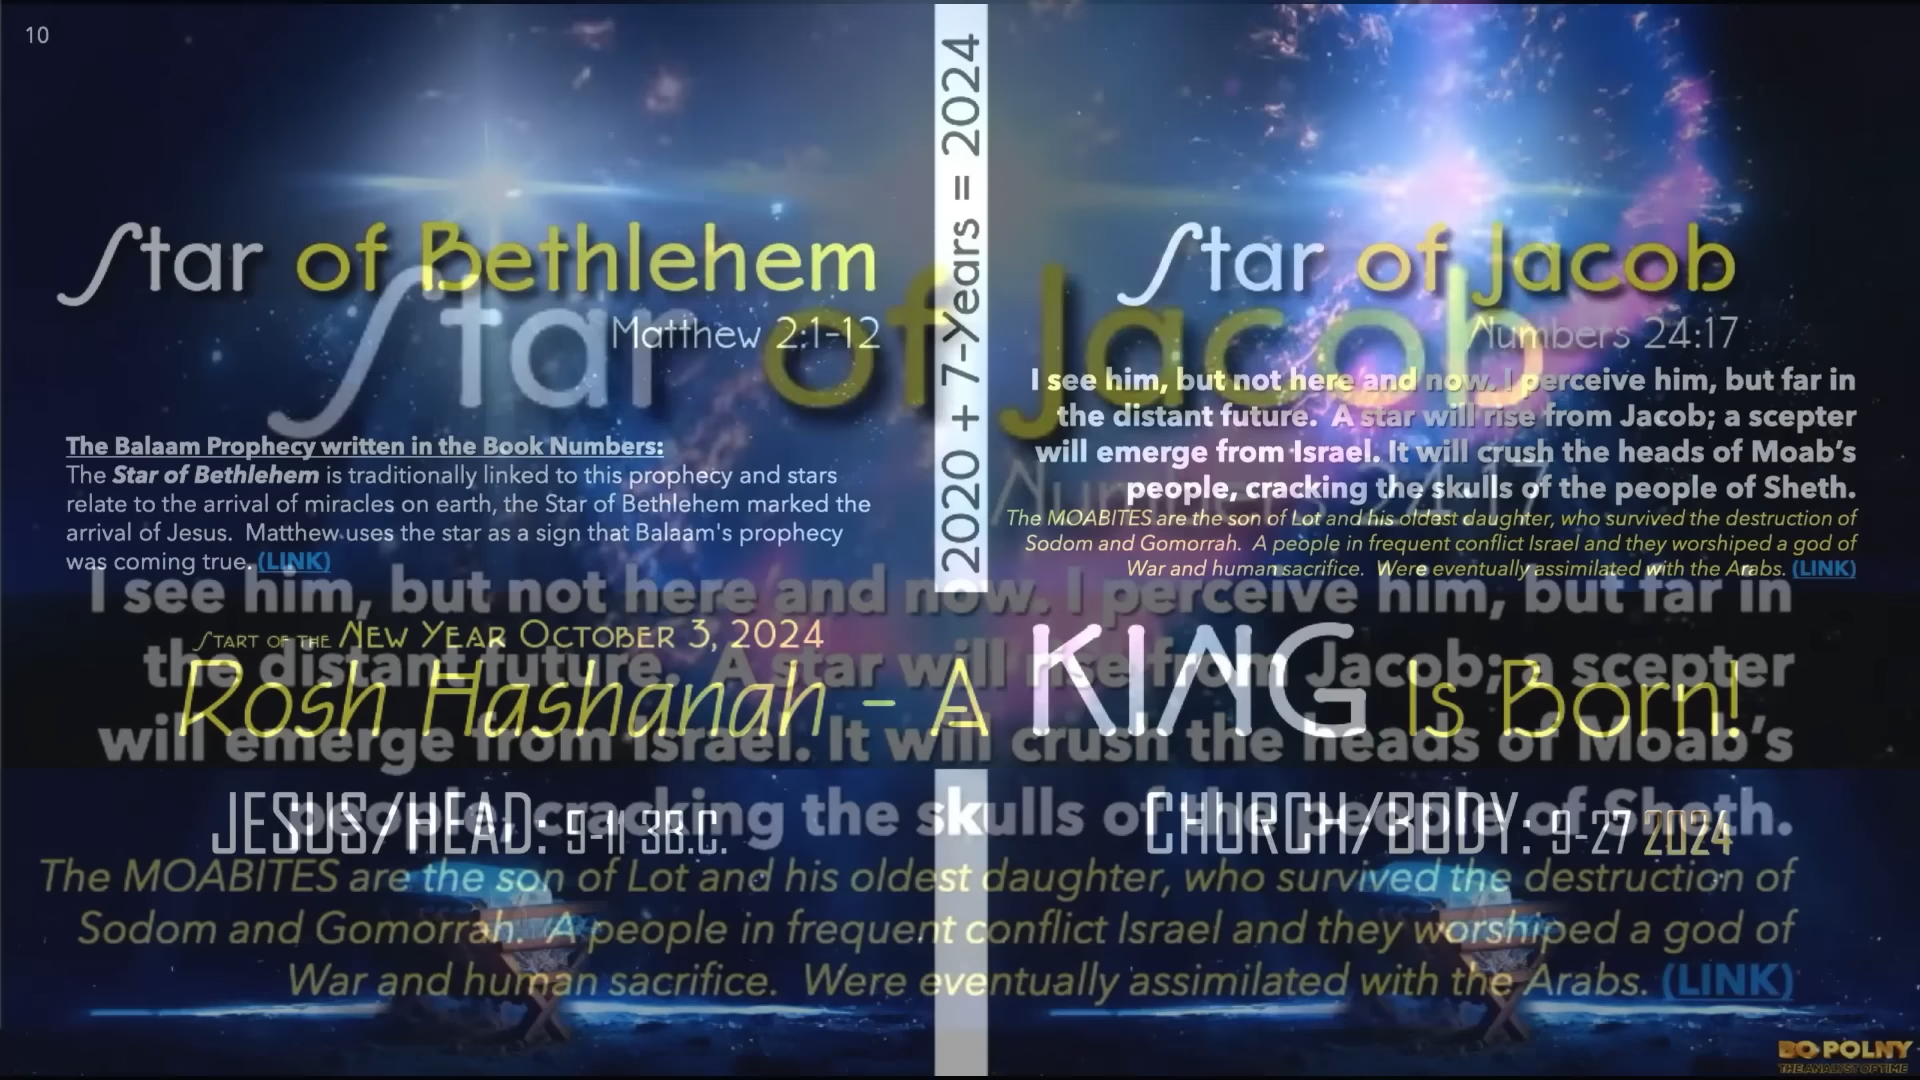 10
Star of Bethlehem
Matthew 2:1-12
The Balaam Prophecy written in the Book Numbers:
The Star of Bethlehem is traditionally linked to this prophecy and stars
relate to the arrival of miracles on earth, the Star of Bethlehem marked the
arrival of Jesus. Matthew uses the star as a sign that Balaam's prophecy
was coming true. (LINK)
2020 + 7-Years = 2024
Star of Jacob
Numbers 24:17
I see him, but not here and now. I perceive him, but far in
the distant future. A star will rise from Jacob; a scepter
will emerge from Israel. It will crush the heads of Moab's
people, cracking the skulls of the people of Sheth.
The MOABITES are the son of Lot and his oldest daughter, who survived the destruction of
Sodom and Gomorrah. A people in frequent conflict Israel and they worshiped a god of
War and human sacrifice. Were eventually assimilated with the Arabs. (LINK)
START OF THE NEW YEAR OCTOBER 3, 2024
Rosh Hashanah - A KING Is Born!
JESUS/HEAD: 9-11 3B.C.
CHURCH/BODY: 9-27 2024
Star of Jacob
Numbers 24:17
I see him, but not here and now. I perceive him, but far in
the distant future. A star will rise from Jacob; a scepter
will emerge from Israel. It will crush the heads of Moab's
people, cracking the skulls of the people of Sheth.
The MOABITES are the son of Lot and his oldest daughter, who survived the destruction of
Sodom and Gomorrah. A people in frequent conflict Israel and they worshiped a god of
War and human sacrifice. Were eventually assimilated with the Arabs. (LINK)
BO POLNY
THE ANALYST OF TIME